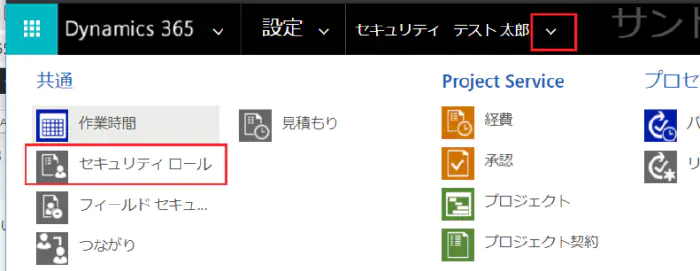 Dynamics 365 設定 セキュリティ テスト 太郎 サンド
共通 Project Service プロセ
作業時間 見積もり 経費
セキュリティ ロール 承認
フィールド セキュ... プロジェクト
つながり プロジェクト契約